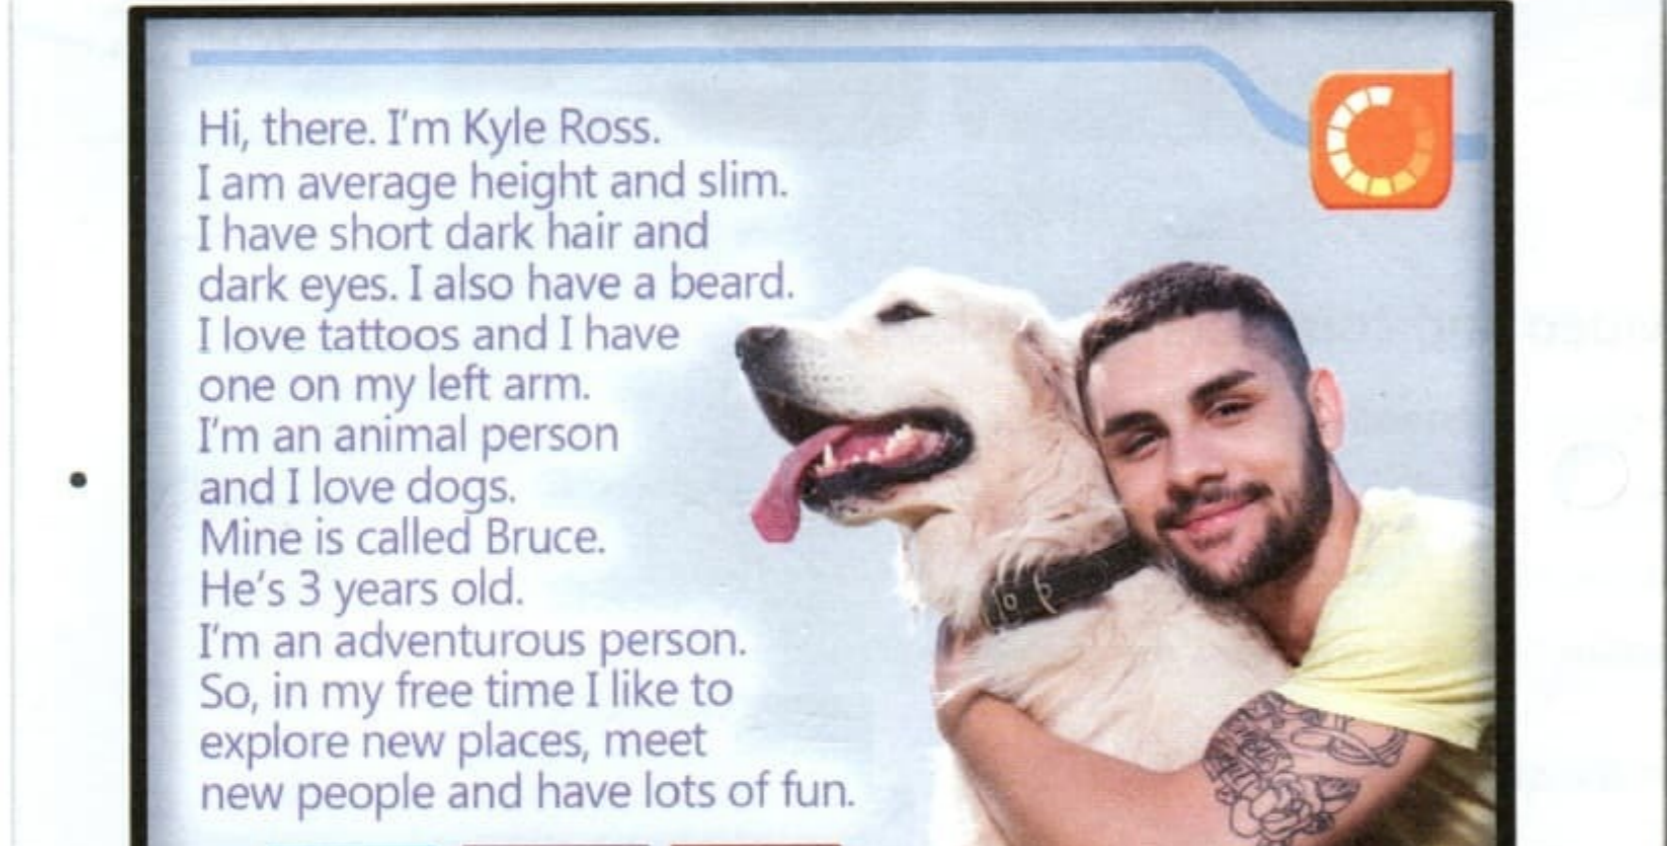 Hi, there. I'm Kyle Ross.
I am average height and slim.
I have short dark hair and
dark eyes. I also have a beard.
I love tattoos and I have
one on my left arm.
I'm an animal person
and I love dogs.
Mine is called Bruce.
He's 3 years old.
I'm an adventurous person.
So, in my free time I like to
explore new places, meet
new people and have lots of fun.